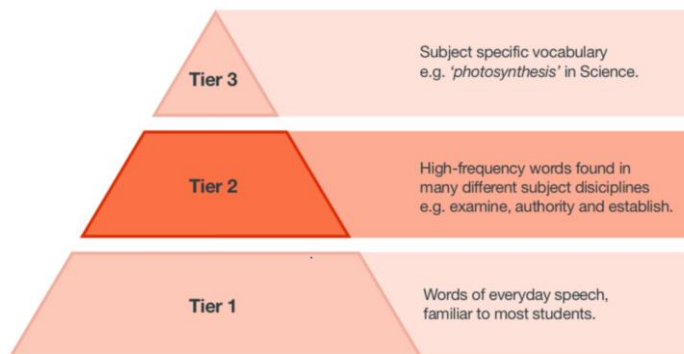 Tier 3
Subject specific vocabulary
e.g. ‘photosynthesis’ in Science.
Tier 2
High-frequency words found in
many different subject disiciplines
e.g. examine, authority and establish.
Tier 1
Words of everyday speech,
familiar to most students.